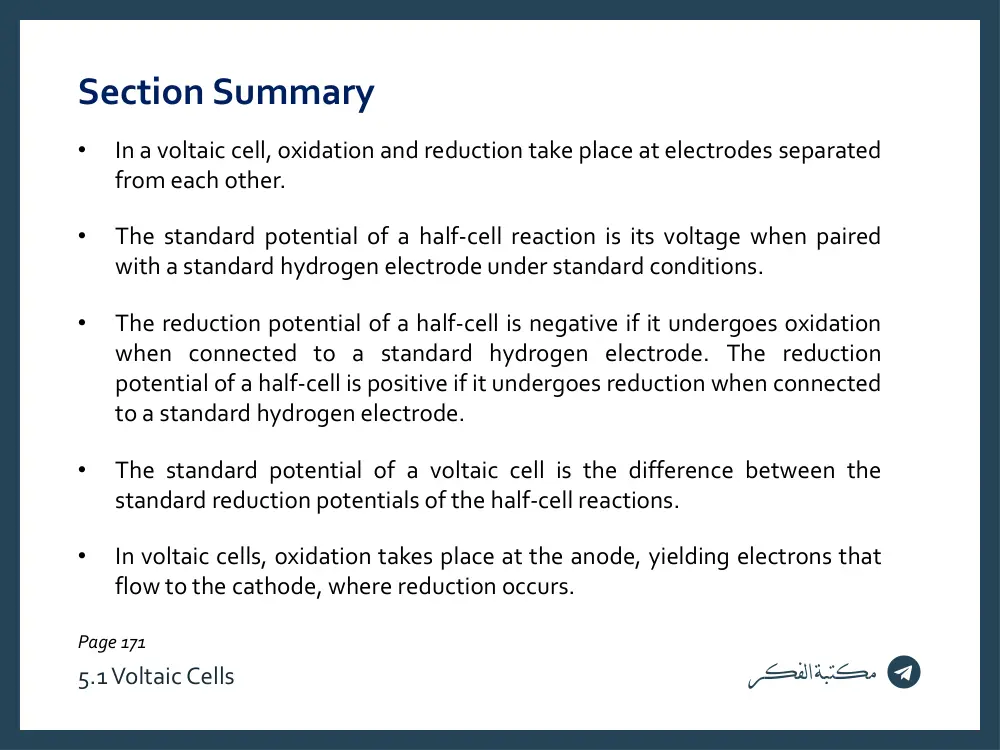 Section Summary
• In a voltaic cell, oxidation and reduction take place at electrodes separated
from each other.
• The standard potential of a half-cell reaction is its voltage when paired
with a standard hydrogen electrode under standard conditions.
• The reduction potential of a half-cell is negative if it undergoes oxidation
when connected to a standard hydrogen electrode. The reduction
potential of a half-cell is positive if it undergoes reduction when connected
to a standard hydrogen electrode.
• The standard potential of a voltaic cell is the difference between the
standard reduction potentials of the half-cell reactions.
• In voltaic cells, oxidation takes place at the anode, yielding electrons that
flow to the cathode, where reduction occurs.
Page 171
5.1 Voltaic Cells
مكتبة الفكر